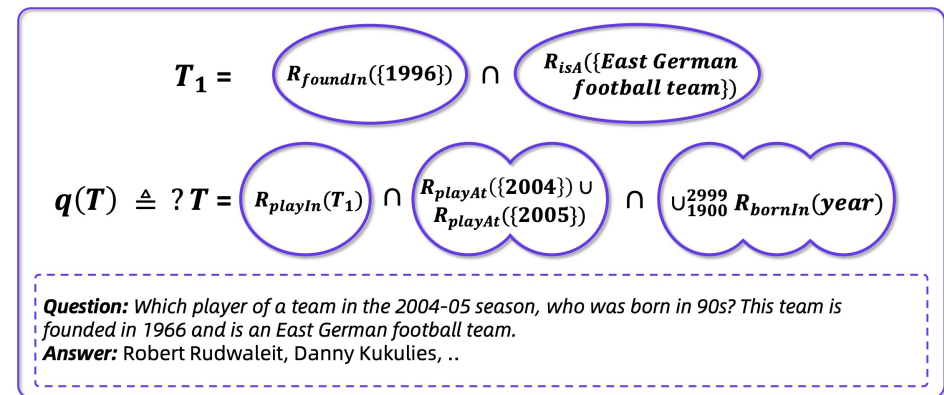 T₁ = R_foundIn({1996}) ∩ R_isA({East German
football team})
q(T) ≜ ?T = R_playIn(T₁) ∩ R_playAt({2004}) ∪
R_playAt({2005}) ∩ ∪_1900^2999 R_bornIn(year)
Question: Which player of a team in the 2004-05 season, who was born in 90s? This team is
founded in 1966 and is an East German football team.
Answer: Robert Rudwaleit, Danny Kukulies, ..